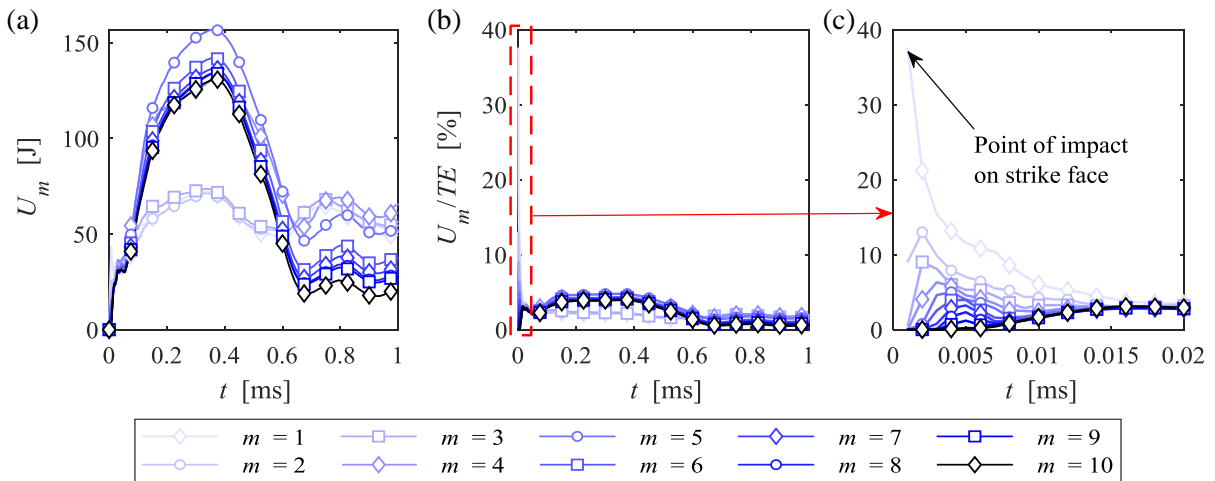 (a)
150
100
50
0
U_m [J]
0 0.2 0.4 0.6 0.8 1
t [ms]
(b)
40
30
20
10
0
U_m/TE [%]
0 0.2 0.4 0.6 0.8 1
t [ms]
(c)
40
30
20
10
0
Point of impact
on strike face
0 0.005 0.01 0.015 0.02
t [ms]
m = 1 m = 3 m = 5 m = 7 m = 9
m = 2 m = 4 m = 6 m = 8 m = 10